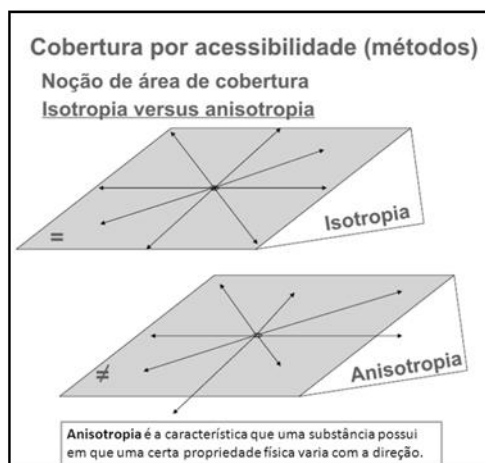 Cobertura por acessibilidade (métodos)
Noção de área de cobertura
Isotropia versus anisotropia
=
Isotropia
≠
Anisotropia
Anisotropia é a característica que uma substância possui
em que uma certa propriedade física varia com a direção.